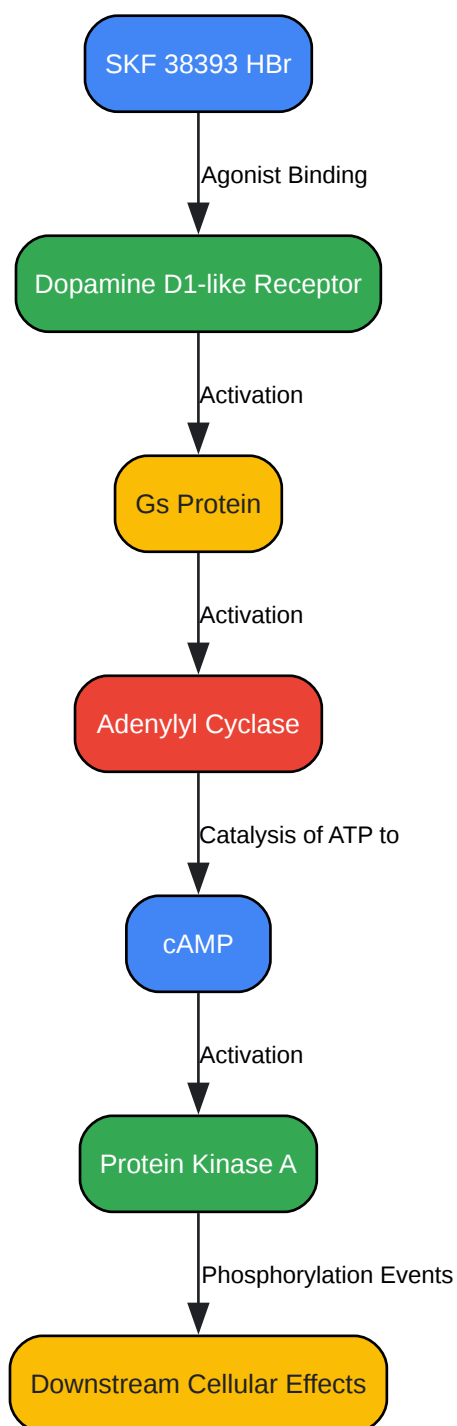 SKF 38393 HBr
Agonist Binding
Dopamine D1-like Receptor
Activation
Gs Protein
Activation
Adenylyl Cyclase
Catalysis of ATP to
cAMP
Activation
Protein Kinase A
Phosphorylation Events
Downstream Cellular Effects